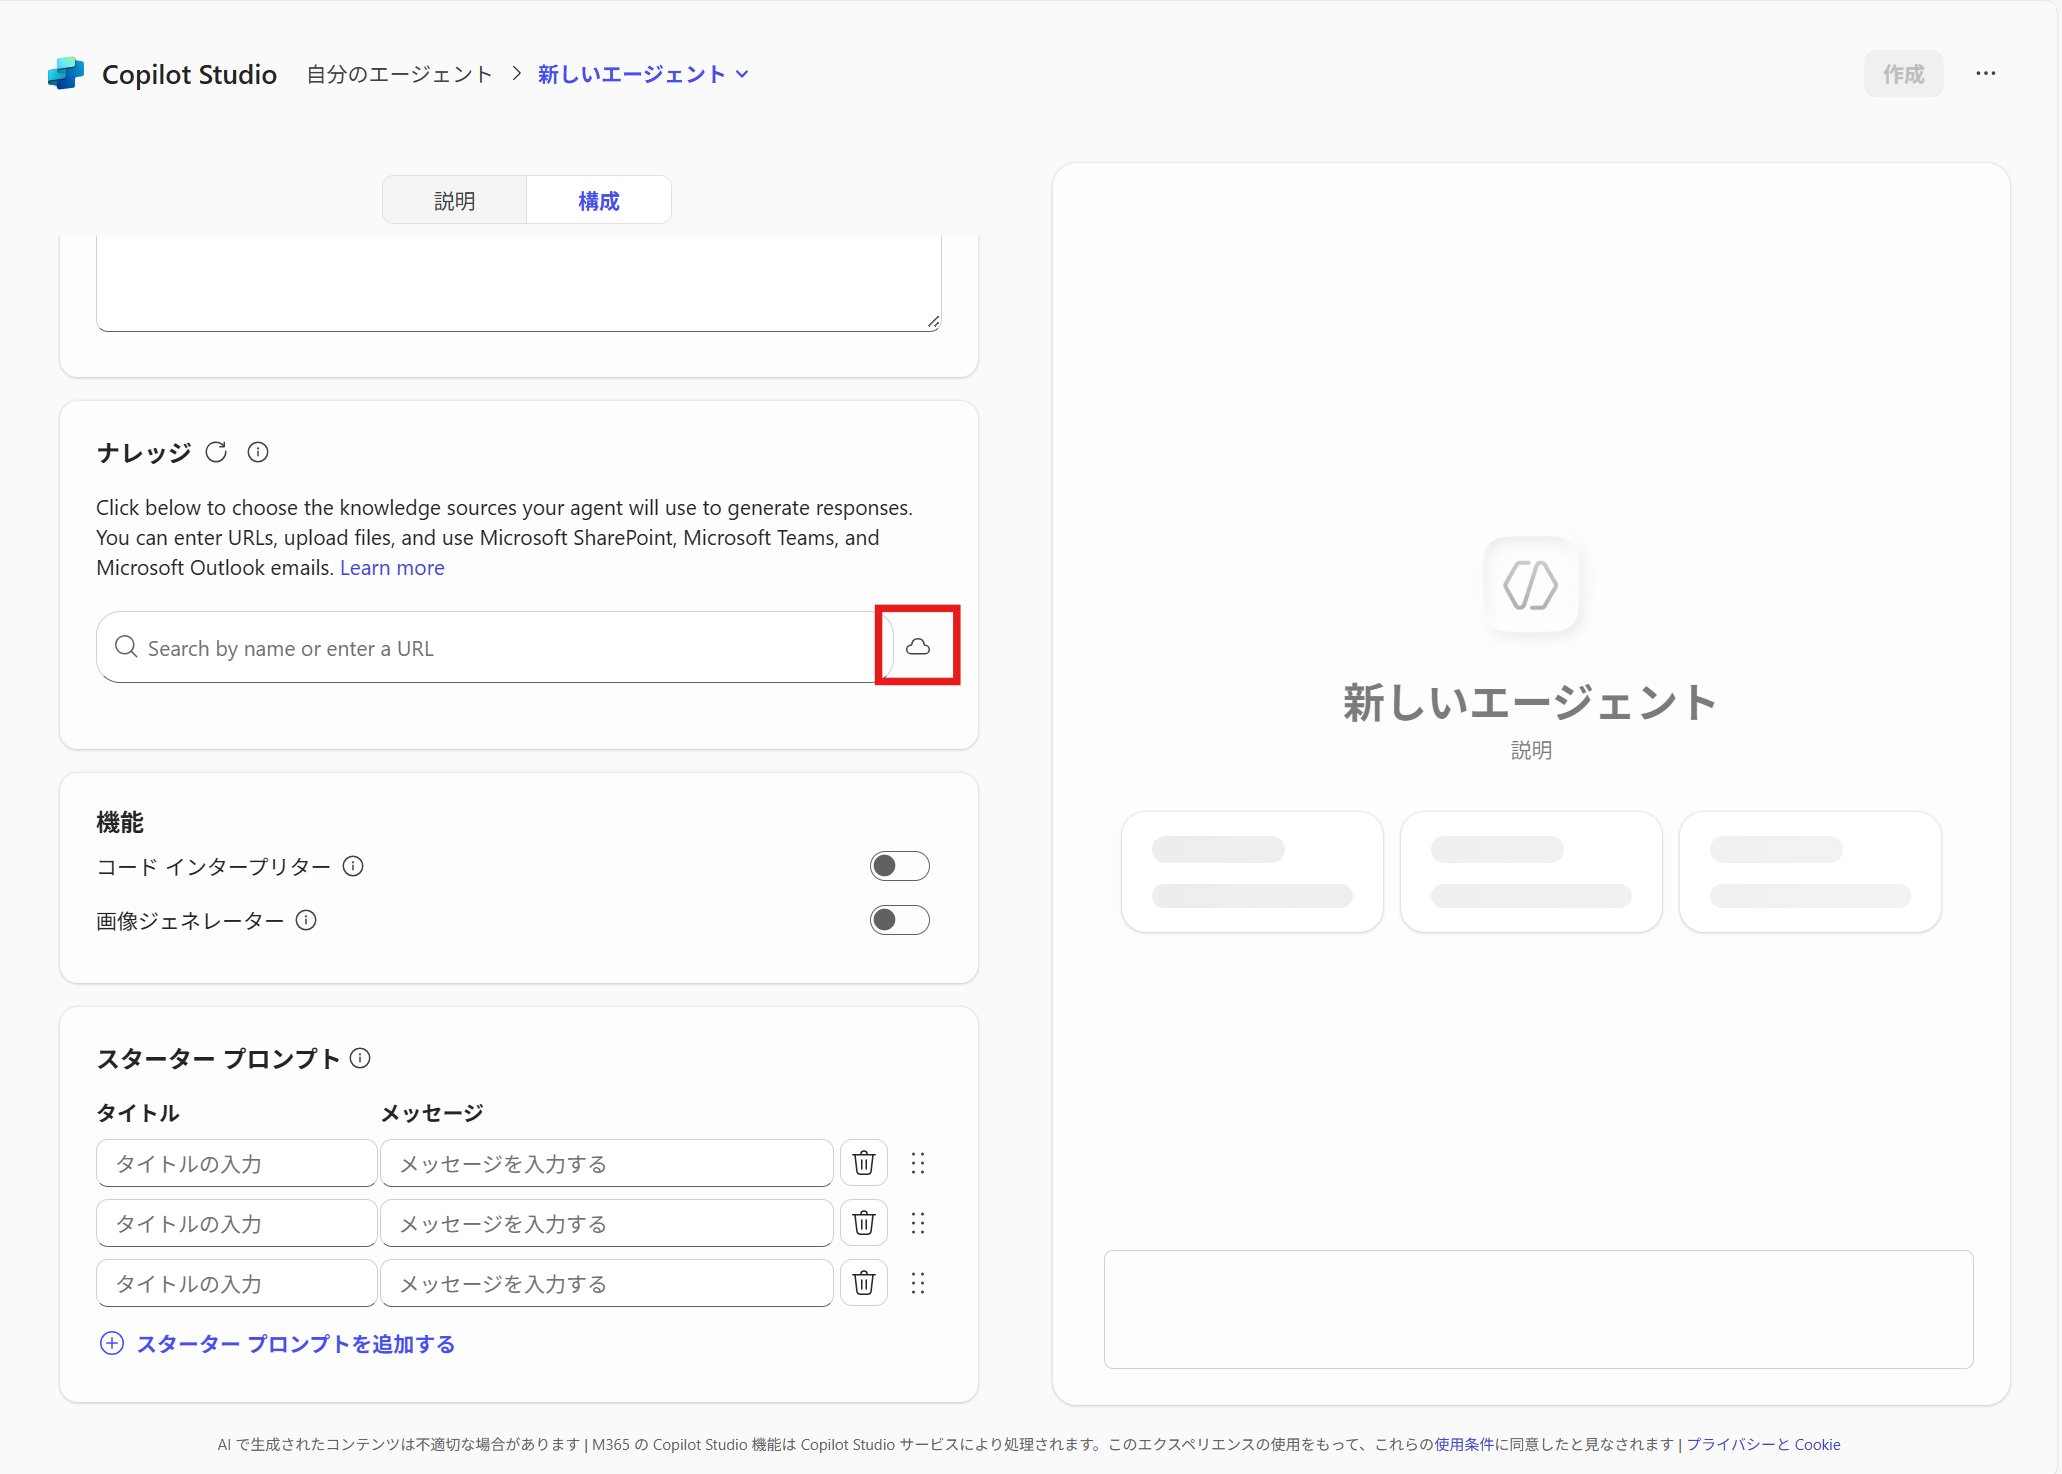 Copilot Studio 自分のエージェント > 新しいエージェント
作成
説明 構成
ナレッジ
Click below to choose the knowledge sources your agent will use to generate responses.
You can enter URLs, upload files, and use Microsoft SharePoint, Microsoft Teams, and
Microsoft Outlook emails. Learn more
Search by name or enter a URL
機能
コード インタープリター
画像ジェネレーター
スターター プロンプト
タイトル メッセージ
タイトルの入力 メッセージを入力する
タイトルの入力 メッセージを入力する
タイトルの入力 メッセージを入力する
スターター プロンプトを追加する
新しいエージェント
説明
AI で生成されたコンテンツは不適切な場合があります | M365 の Copilot Studio 機能は Copilot Studio サービスにより処理されます。このエクスペリエンスの使用をもって、これらの使用条件に同意したと見なされます | プライバシーと Cookie